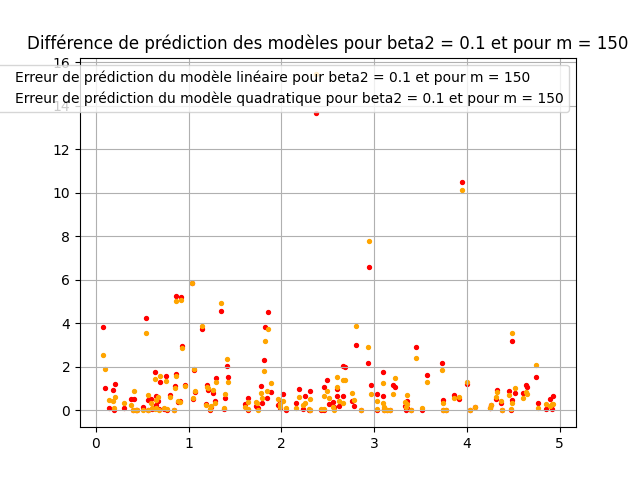 Différence de prédiction des modèles pour beta2 = 0.1 et pour m = 150
16
Erreur de prédiction du modèle linéaire pour beta2 = 0.1 et pour m = 150
Erreur de prédiction du modèle quadratique pour beta2 = 0.1 et pour m = 150
14
12
10
8
6
4
2
0
0 1 2 3 4 5